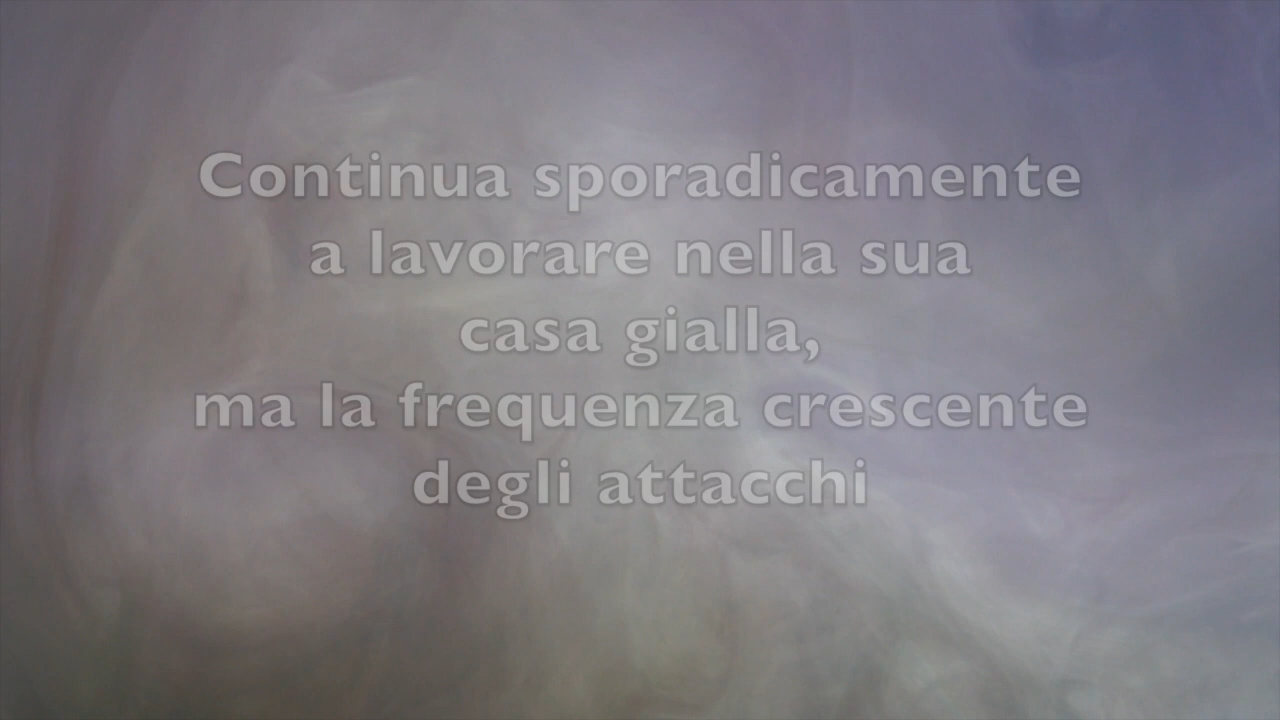 Continua sporadicamente
a lavorare nella sua
casa gialla,
ma la frequenza crescente
degli attacchi